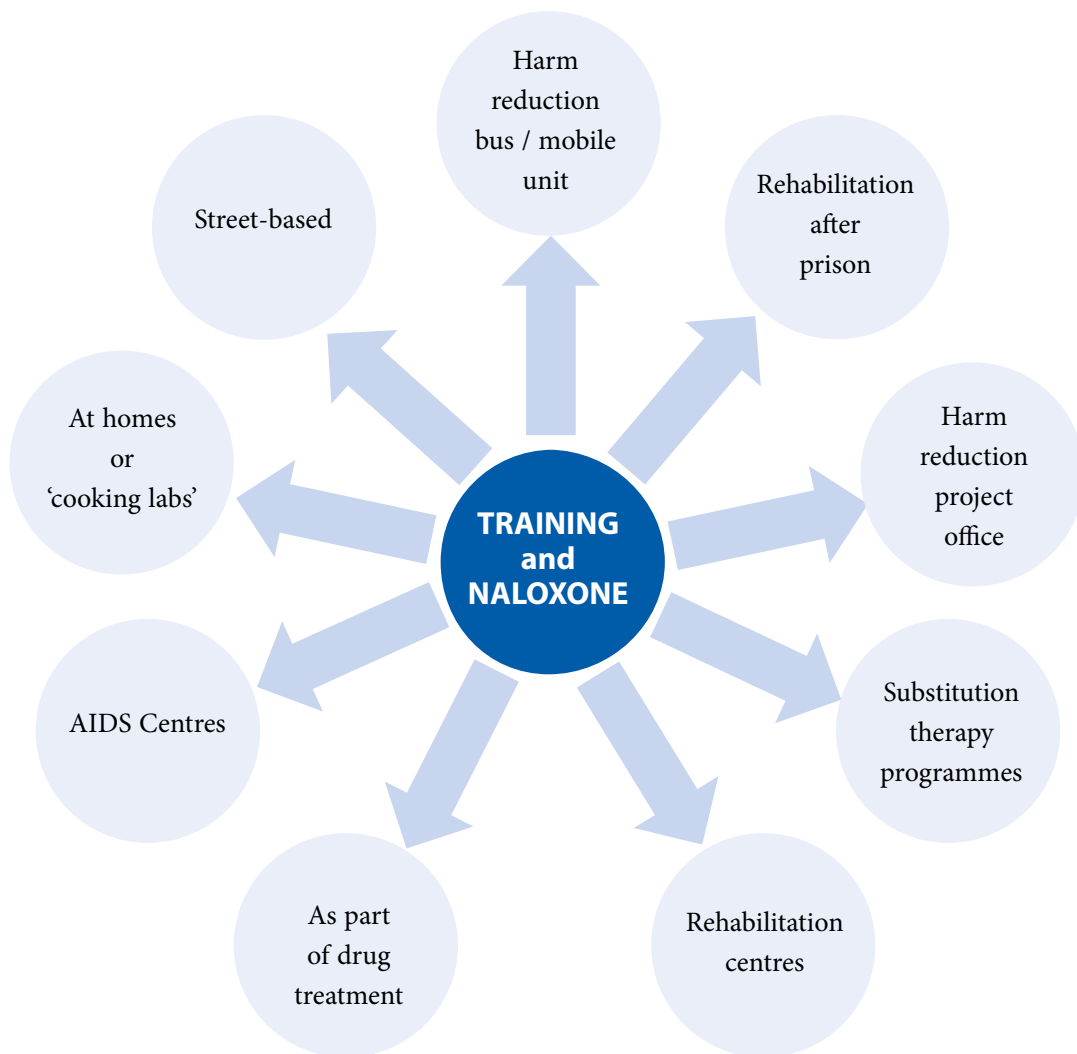 Harm
reduction
bus / mobile
unit
Rehabilitation
after
prison
Harm
reduction
project
office
Substitution
therapy
programmes
Rehabilitation
centres
As part
of drug
treatment
AIDS Centres
At homes
or
‘cooking labs’
Street-based
TRAINING
and
NALOXONE